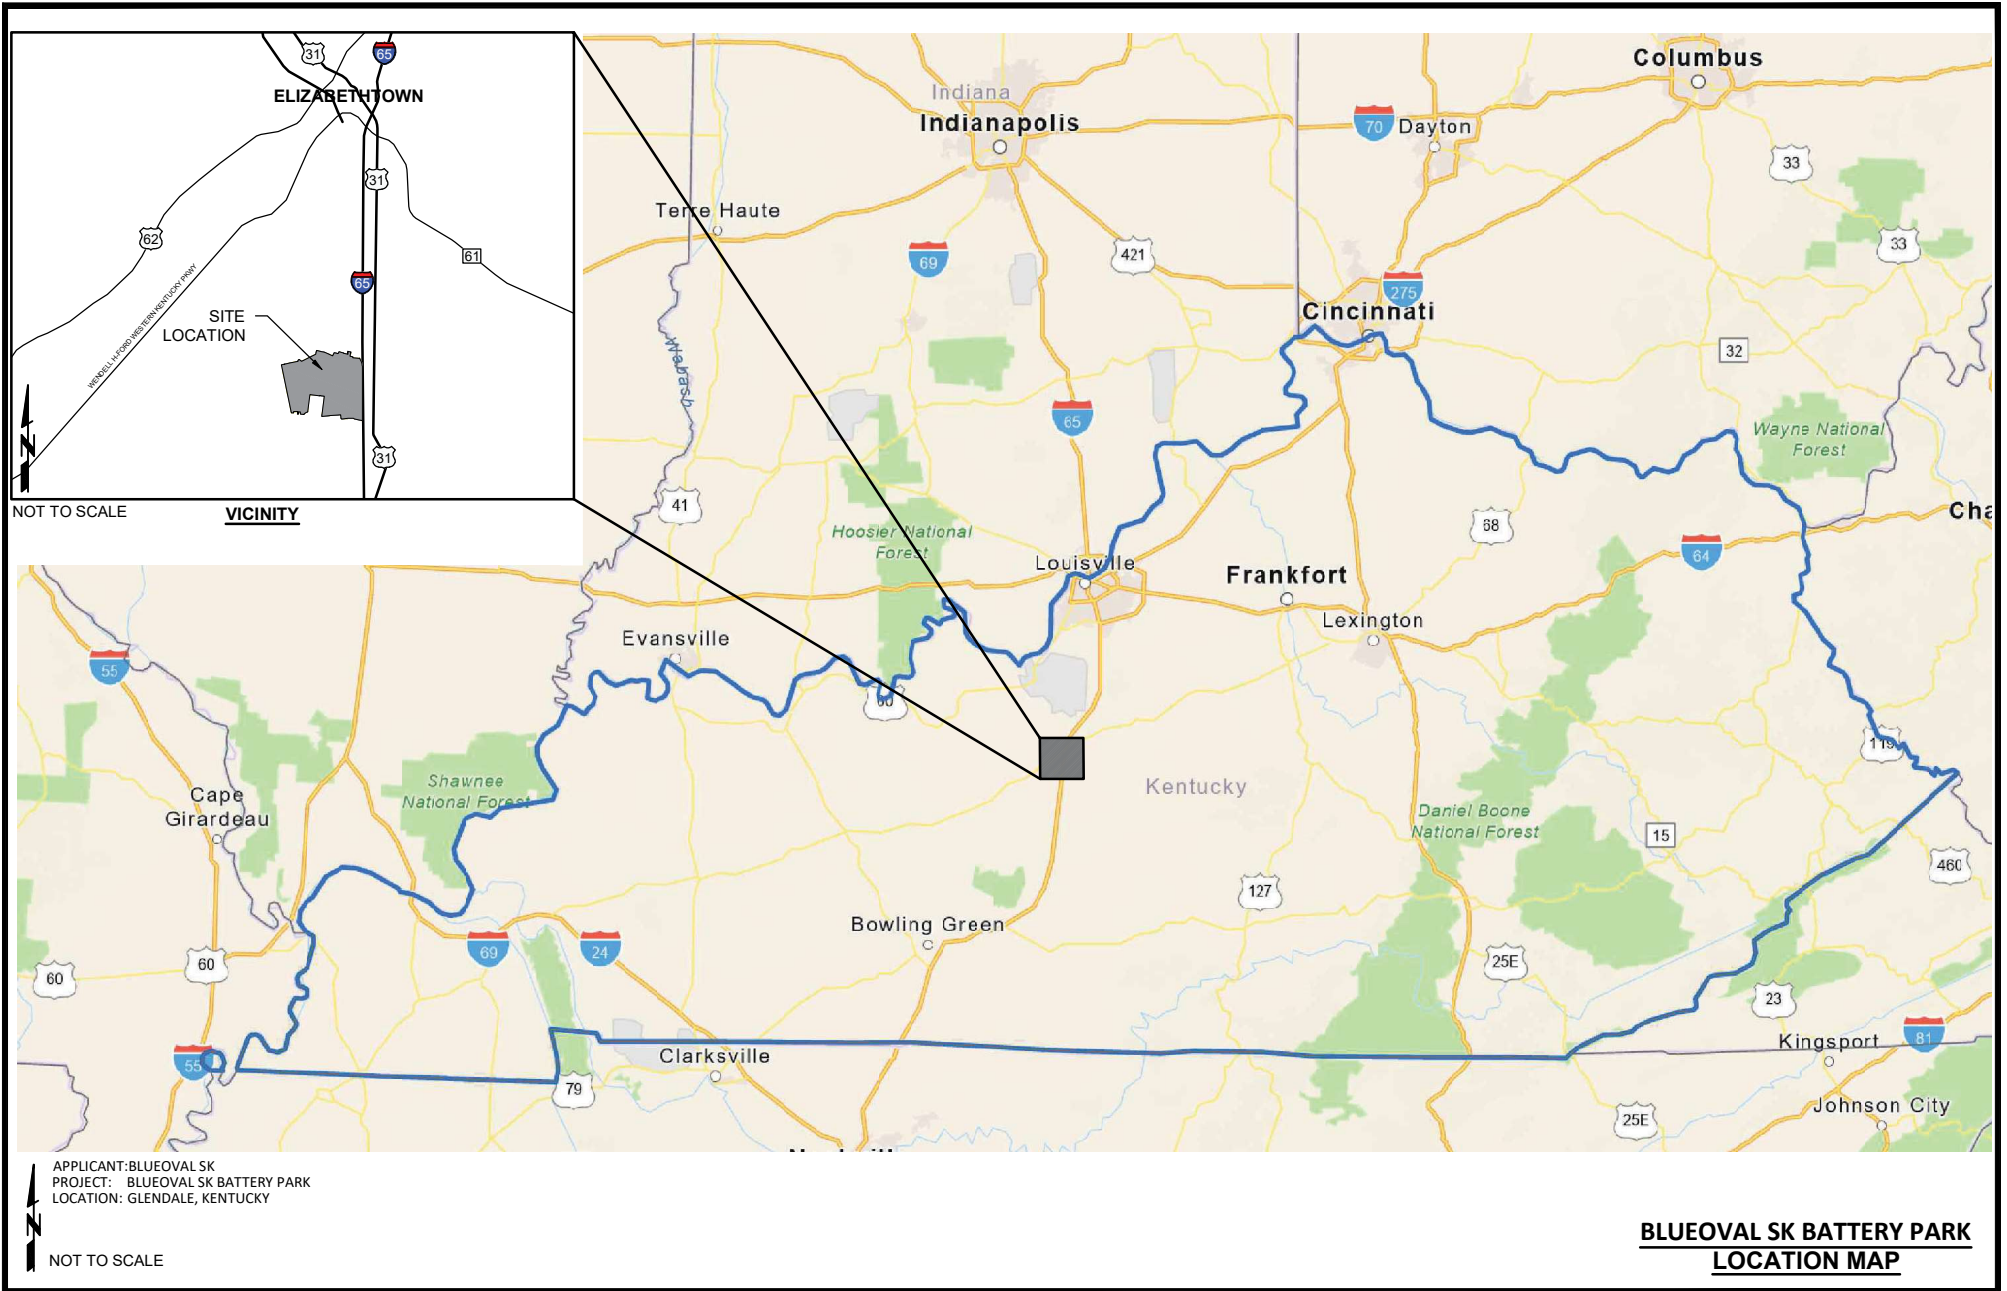 31
65
ELIZABETHTOWN
31
62
61
65
WENDELL H-FORD WESTERN KENTUCKY PKWY
SITE
LOCATION
31
N
NOT TO SCALE
VICINITY
Columbus
Indiana
Indianapolis
70
Dayton
33
Terre Haute
69
421
33
275
Cincinnati
Wabash
32
65
Wayne National
Forest
41
Hoosier National
Forest
68
64
Louisville
Frankfort
Lexington
Evansville
55
60
119
Shawnee
National Forest
Cape
Girardeau
Kentucky
Daniel Boone
National Forest
15
460
127
Bowling Green
60
60
69
24
25E
23
55
Clarksville
79
Kingsport
81
Johnson City
25E
APPLICANT:BLUEOVAL SK
PROJECT: BLUEOVAL SK BATTERY PARK
LOCATION: GLENDALE, KENTUCKY
N
NOT TO SCALE
BLUEOVAL SK BATTERY PARK
LOCATION MAP